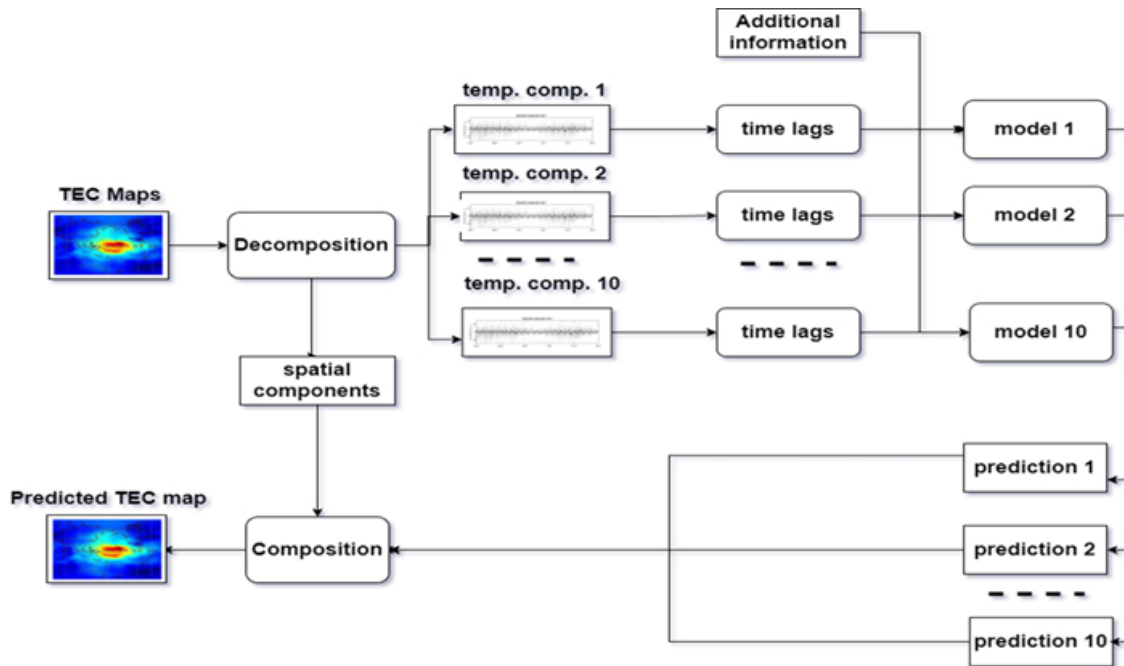 Additional
information
temp. comp. 1
time lags
model 1
TEC Maps
Decomposition
temp. comp. 2
time lags
model 2
temp. comp. 10
time lags
model 10
spatial
components
prediction 1
Predicted TEC map
Composition
prediction 2
prediction 10